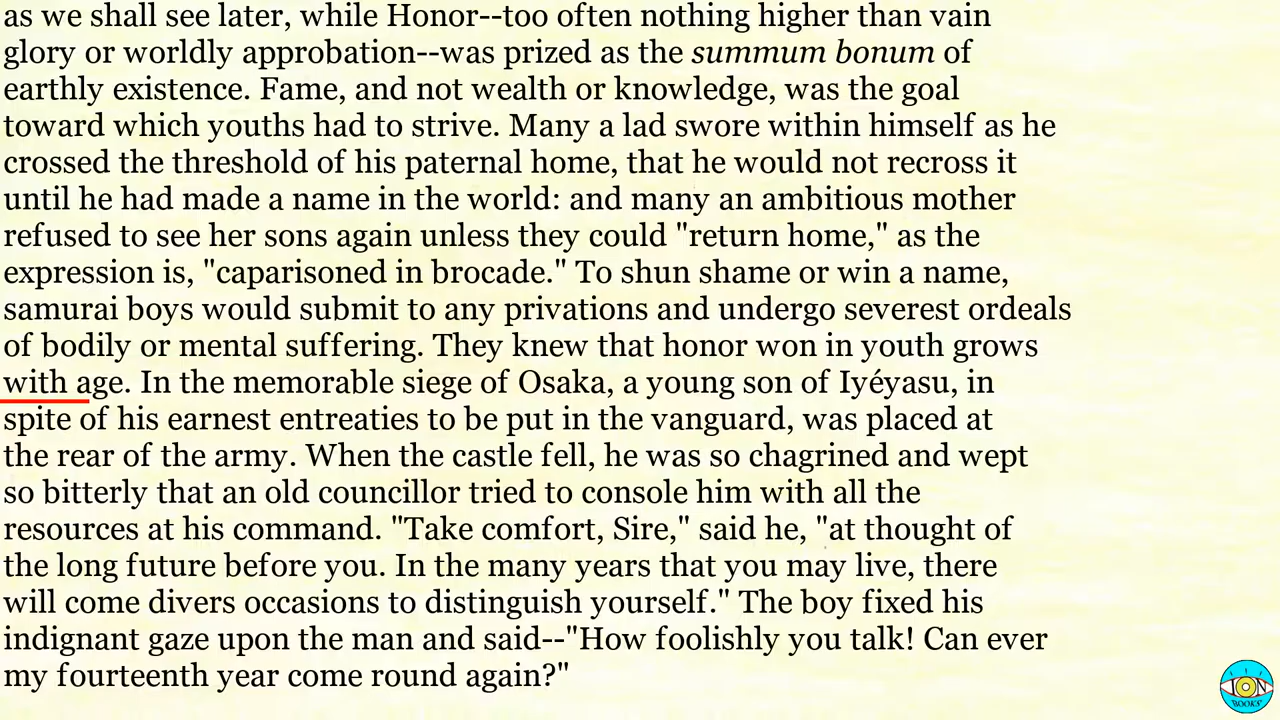 as we shall see later, while Honor--too often nothing higher than vain
glory or worldly approbation--was prized as the summum bonum of
earthly existence. Fame, and not wealth or knowledge, was the goal
toward which youths had to strive. Many a lad swore within himself as he
crossed the threshold of his paternal home, that he would not recross it
until he had made a name in the world: and many an ambitious mother
refused to see her sons again unless they could "return home," as the
expression is, "caparisoned in brocade." To shun shame or win a name,
samurai boys would submit to any privations and undergo severest ordeals
of bodily or mental suffering. They knew that honor won in youth grows
with age. In the memorable siege of Osaka, a young son of Iyéyasu, in
spite of his earnest entreaties to be put in the vanguard, was placed at
the rear of the army. When the castle fell, he was so chagrined and wept
so bitterly that an old councillor tried to console him with all the
resources at his command. "Take comfort, Sire," said he, "at thought of
the long future before you. In the many years that you may live, there
will come divers occasions to distinguish yourself." The boy fixed his
indignant gaze upon the man and said--"How foolishly you talk! Can ever
my fourteenth year come round again?"
ION
BOOKS